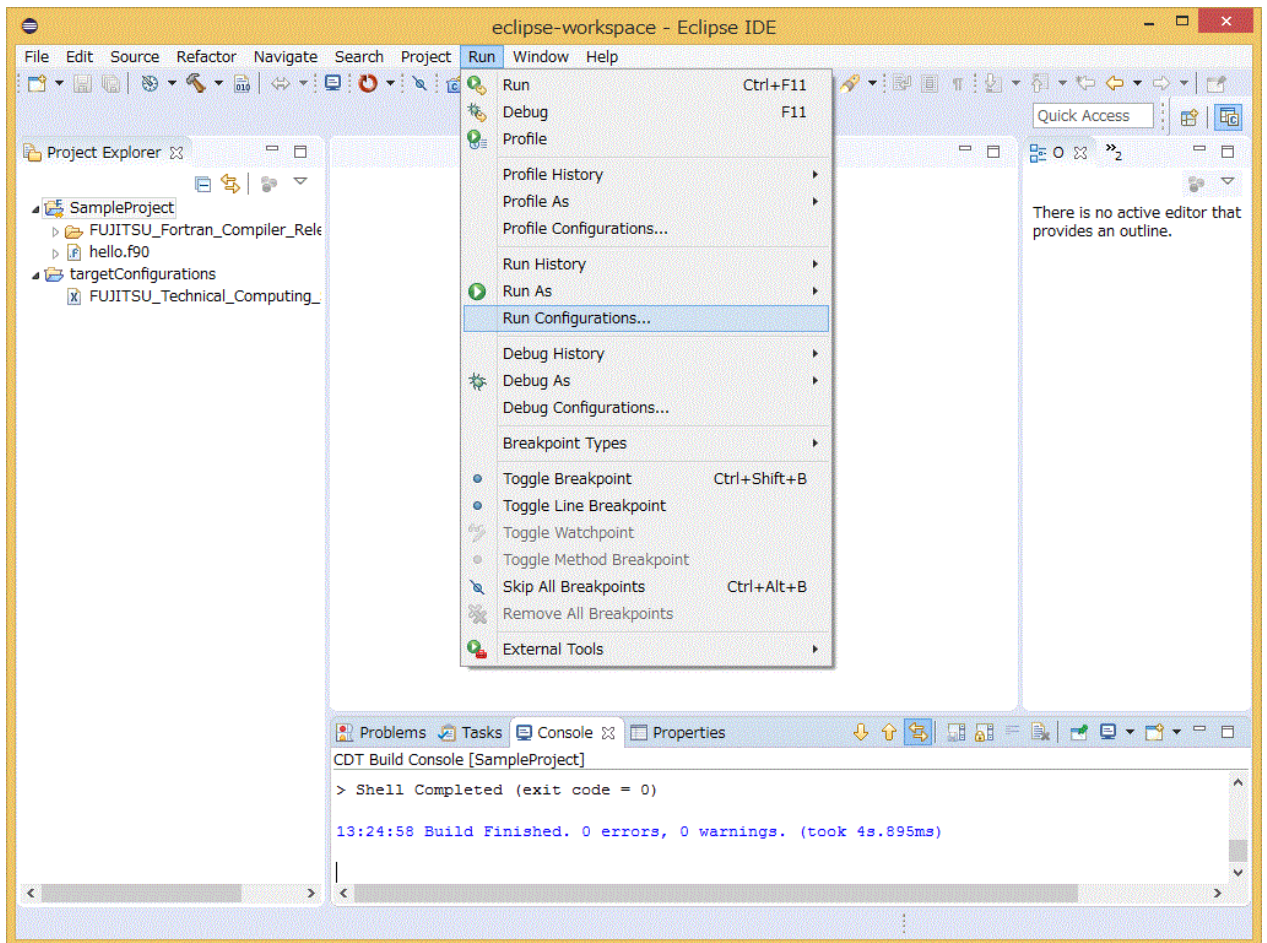 eclipse-workspace - Eclipse IDE
File Edit Source Refactor Navigate Search Project Run Window Help
Quick Access
Project Explorer
SampleProject
FUJITSU_Fortran_Compiler_Rele
hello.f90
targetConfigurations
FUJITSU_Technical_Computing_
Run Ctrl+F11
Debug F11
Profile
Profile History
Profile As
Profile Configurations...
Run History
Run As
Run Configurations...
Debug History
Debug As
Debug Configurations...
Breakpoint Types
Toggle Breakpoint Ctrl+Shift+B
Toggle Line Breakpoint
Toggle Watchpoint
Toggle Method Breakpoint
Skip All Breakpoints Ctrl+Alt+B
Remove All Breakpoints
External Tools
O »2
There is no active editor that
provides an outline.
Problems Tasks Console Properties
CDT Build Console [SampleProject]
> Shell Completed (exit code = 0)
13:24:58 Build Finished. 0 errors, 0 warnings. (took 4s.895ms)